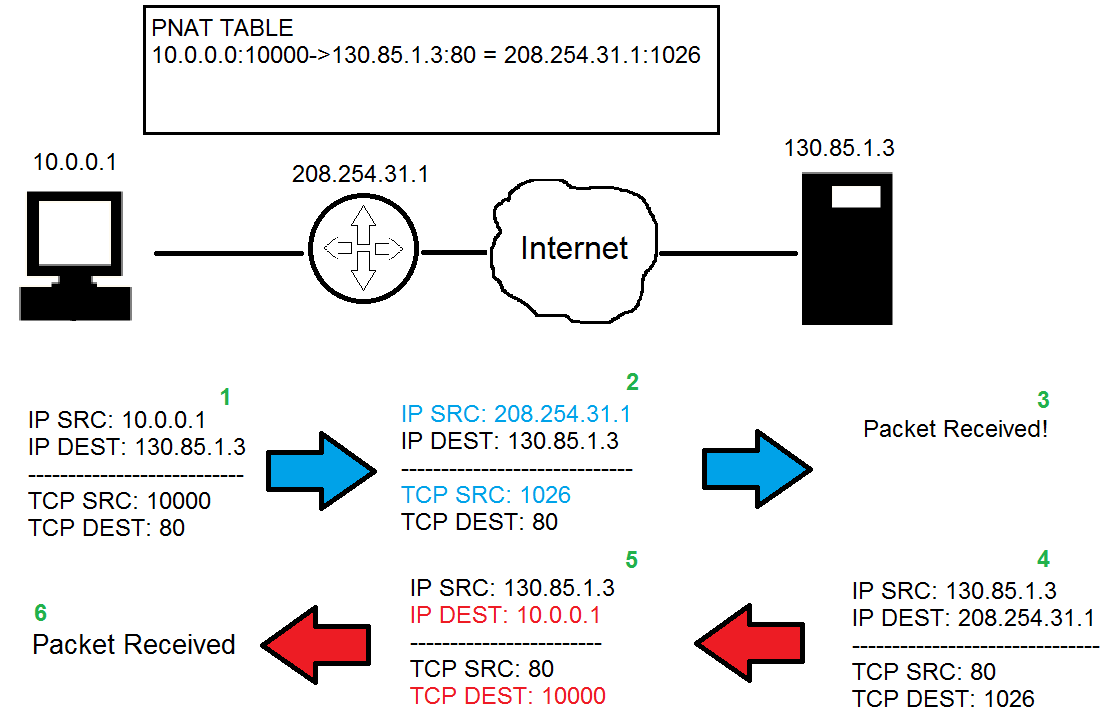 PNAT TABLE
10.0.0.0:10000->130.85.1.3:80 = 208.254.31.1:1026
10.0.0.1
208.254.31.1
130.85.1.3
Internet
1
IP SRC: 10.0.0.1
IP DEST: 130.85.1.3
----------------------------
TCP SRC: 10000
TCP DEST: 80
2
IP SRC: 208.254.31.1
IP DEST: 130.85.1.3
------------------------------
TCP SRC: 1026
TCP DEST: 80
3
Packet Received!
4
IP SRC: 130.85.1.3
IP DEST: 208.254.31.1
--------------------------------
TCP SRC: 80
TCP DEST: 1026
5
IP SRC: 130.85.1.3
IP DEST: 10.0.0.1
-------------------------
TCP SRC: 80
TCP DEST: 10000
6
Packet Received